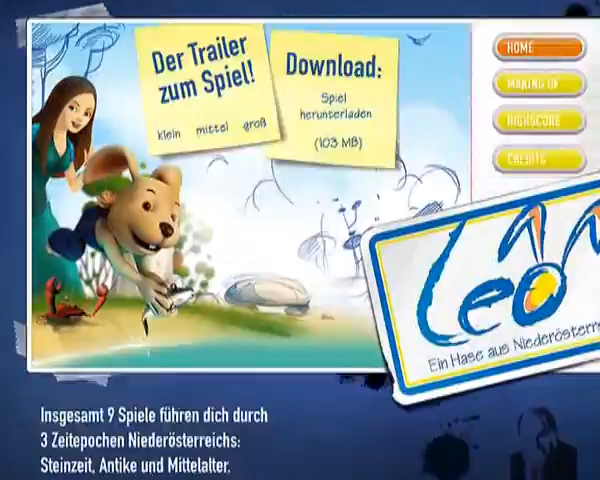 Der Trailer
zum Spiel!
klein mittel groß
Download:
Spiel
herunterladen
(103 MB)
HOME
MAKING OF
HIGHSCORE
CREDITS
Leo
Ein Hase aus Niederösterre
Insgesamt 9 Spiele führen dich durch
3 Zeitepochen Niederösterreichs:
Steinzeit, Antike und Mittelalter,